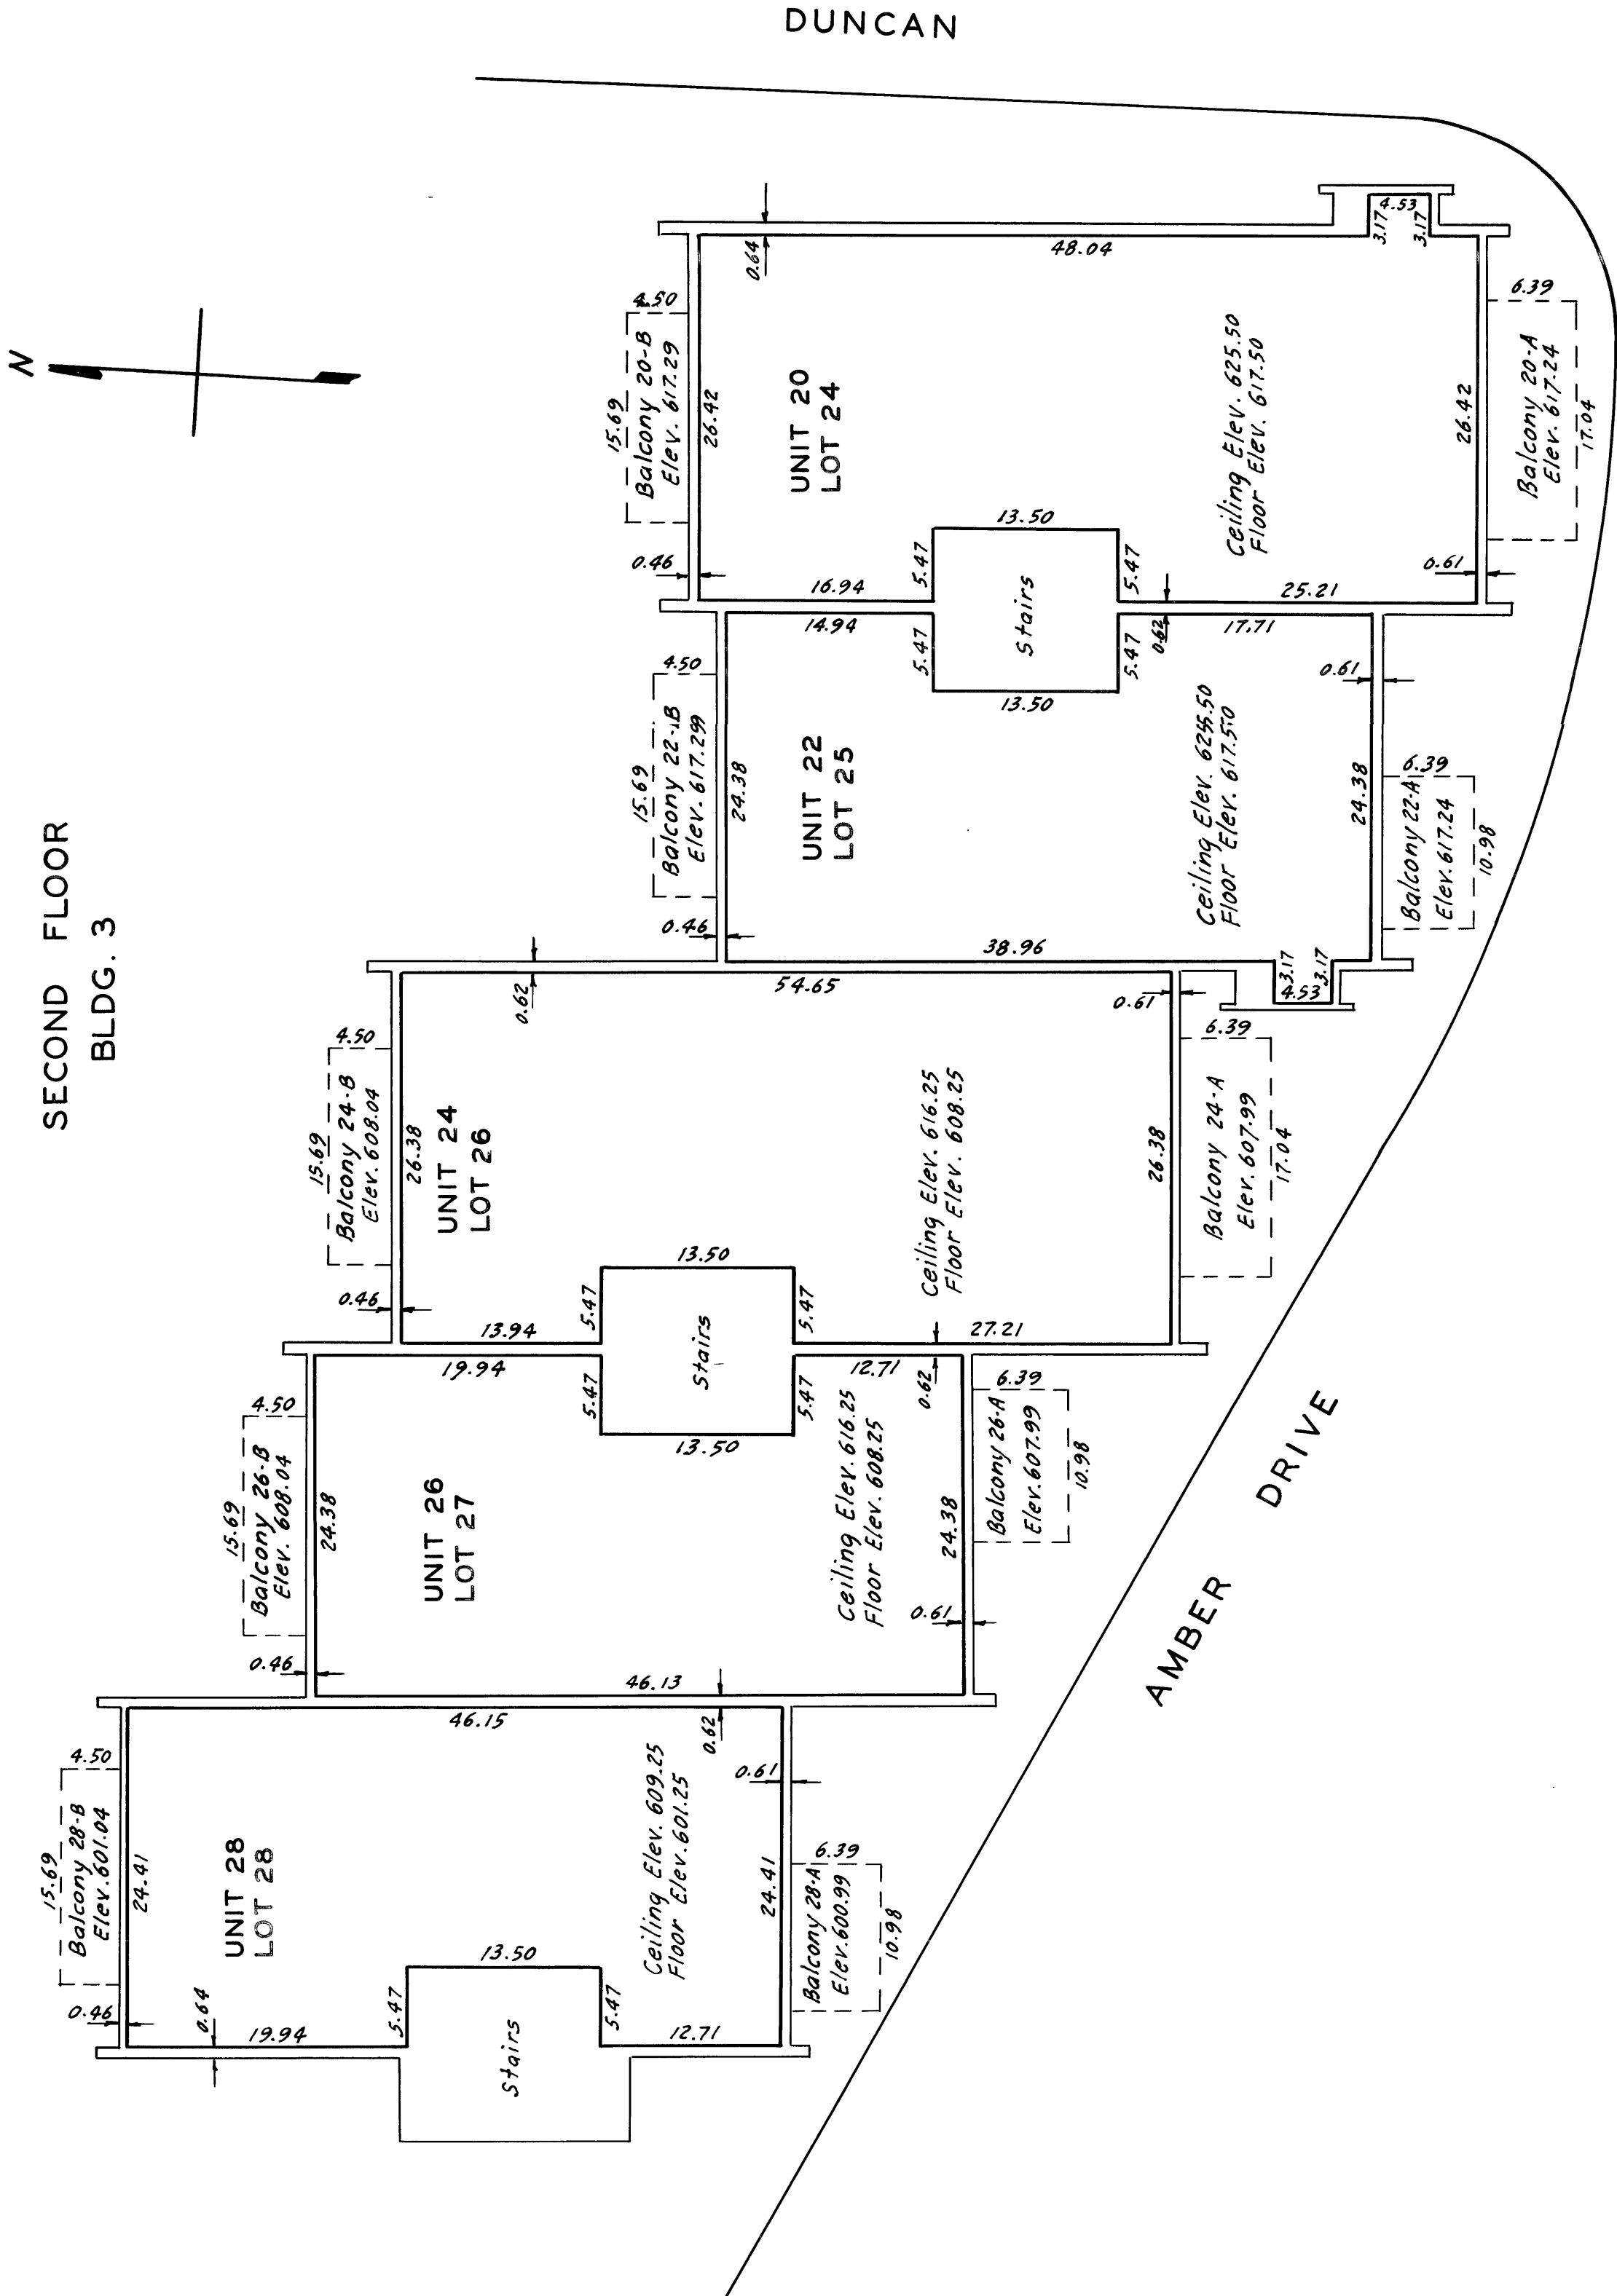 DUNCAN
N
SECOND FLOOR
BLDG. 3
15.69
4.50
Balcony 28-B
Elev. 601.04
0.46
24.41
UNIT 28
LOT 28
0.64
19.94
5.47
13.50
Stairs
5.47
12.71
46.15
0.62
Ceiling Elev. 609.25
Floor Elev. 601.25
0.61
24.41
6.39
Balcony 28-A
Elev. 600.99
10.98
15.69
4.50
Balcony 26-B
Elev. 608.04
0.46
24.38
UNIT 26
LOT 27
46.13
19.94
5.47
13.50
5.47
12.71
0.62
Ceiling Elev. 616.25
Floor Elev. 608.25
0.61
24.38
6.39
Balcony 26-A
Elev. 607.99
10.98
15.69
4.50
Balcony 24-B
Elev. 608.04
0.46
26.38
UNIT 24
LOT 26
13.94
5.47
13.50
Stairs
5.47
27.21
54.65
0.62
Ceiling Elev. 616.25
Floor Elev. 608.25
0.61
26.38
6.39
Balcony 24-A
Elev. 607.99
17.04
15.69
4.50
Balcony 22-B
Elev. 617.299
0.46
24.38
UNIT 22
LOT 25
38.96
3.17
4.53
3.17
14.94
5.47
13.50
5.47
0.62
17.71
Floor Elev. 617.50
0.61
24.38
6.39
Balcony 22-A
Elev. 617.24
10.98
15.69
4.50
Balcony 20-B
Elev. 617.29
0.46
26.42
UNIT 20
LOT 24
0.64
48.04
3.17
4.53
3.17
16.94
5.47
13.50
Stairs
5.47
25.21
Ceiling Elev. 625.50
Floor Elev. 617.50
0.61
26.42
6.39
Balcony 20-A
Elev. 617.24
17.04
AMBER DRIVE